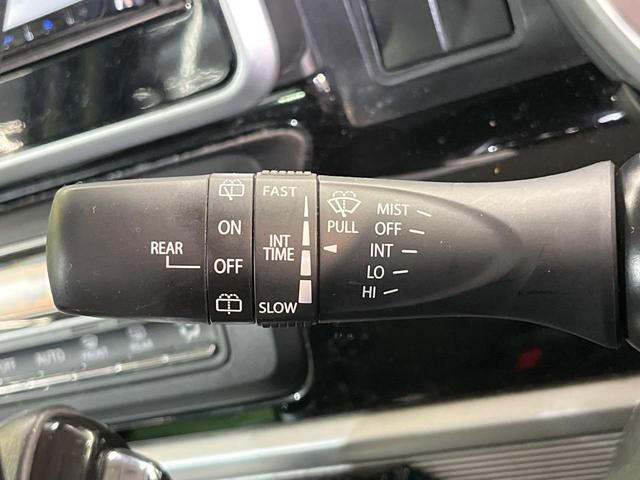 REAR
ON
OFF
FAST
INT
TIME
SLOW
PULL
MIST
OFF
INT
LO
HI
AUTO